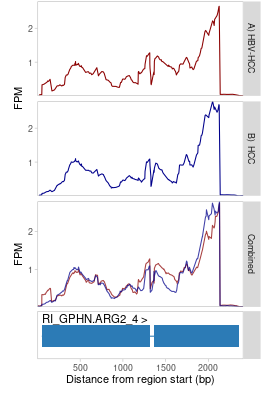 2
1
FPM
A) HBV-HCC
2
1
B) HCC
2
1
FPM
Combined
RI_GPHN.ARG2_4 >
500 1000 1500 2000
Distance from region start (bp)